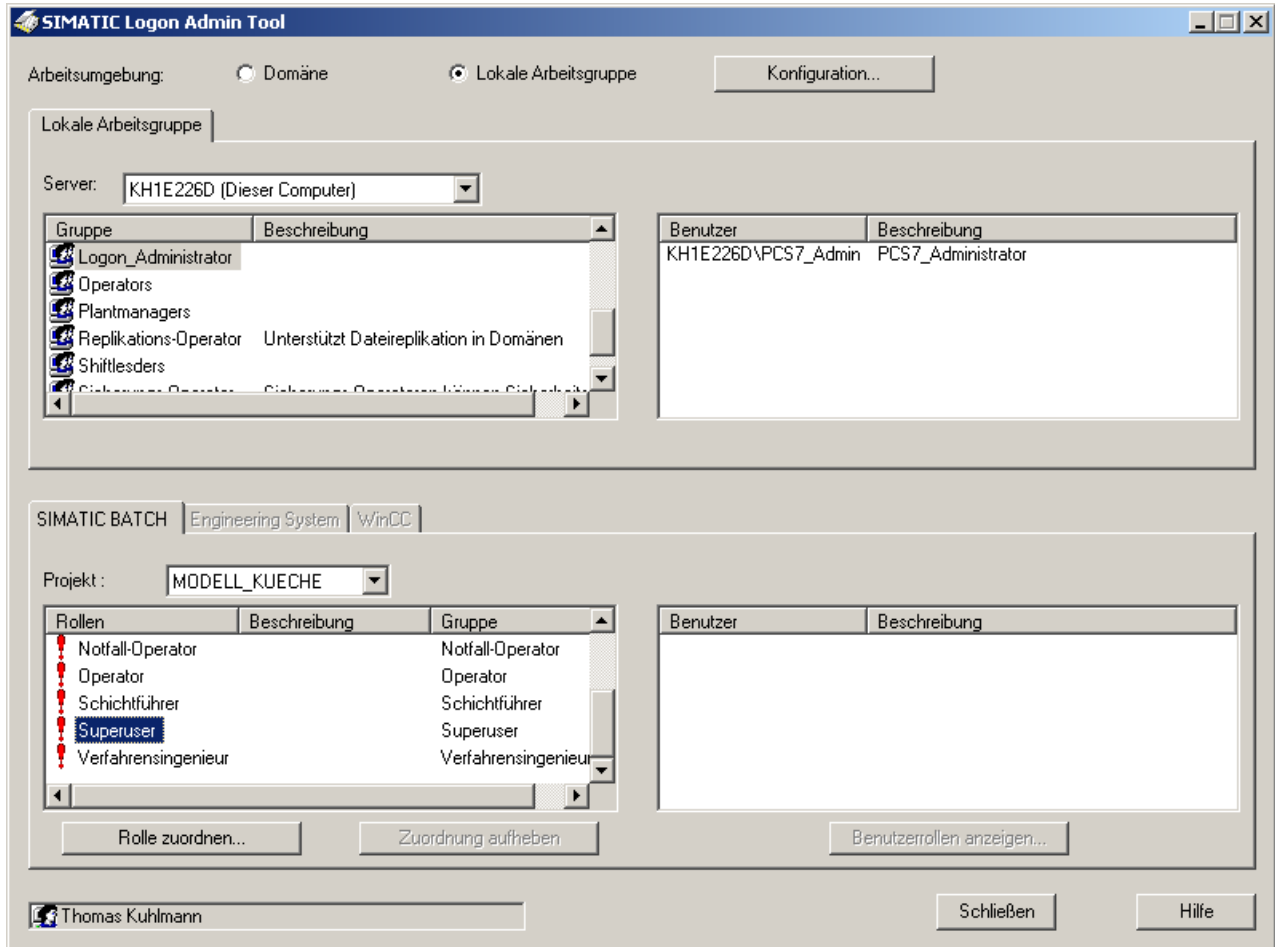 SIMATIC Logon Admin Tool
Arbeitsumgebung: Domäne Lokale Arbeitsgruppe Konfiguration...
Lokale Arbeitsgruppe
Server: KH1E226D (Dieser Computer)
Gruppe Beschreibung Benutzer Beschreibung
Logon_Administrator KH1E226D\PCS7_Admin PCS7_Administrator
Operators
Plantmanagers
Replikations-Operator Unterstützt Dateireplikation in Domänen
Shiftlesders
SIMATIC BATCH Engineering System WinCC
Projekt : MODELL_KUECHE
Rollen Beschreibung Gruppe Benutzer Beschreibung
Notfall-Operator Notfall-Operator
Operator Operator
Schichtführer Schichtführer
Superuser Superuser
Verfahrensingenieur Verfahrensingenieur
Rolle zuordnen... Zuordnung aufheben Benutzerrollen anzeigen...
Thomas Kuhlmann Schließen Hilfe